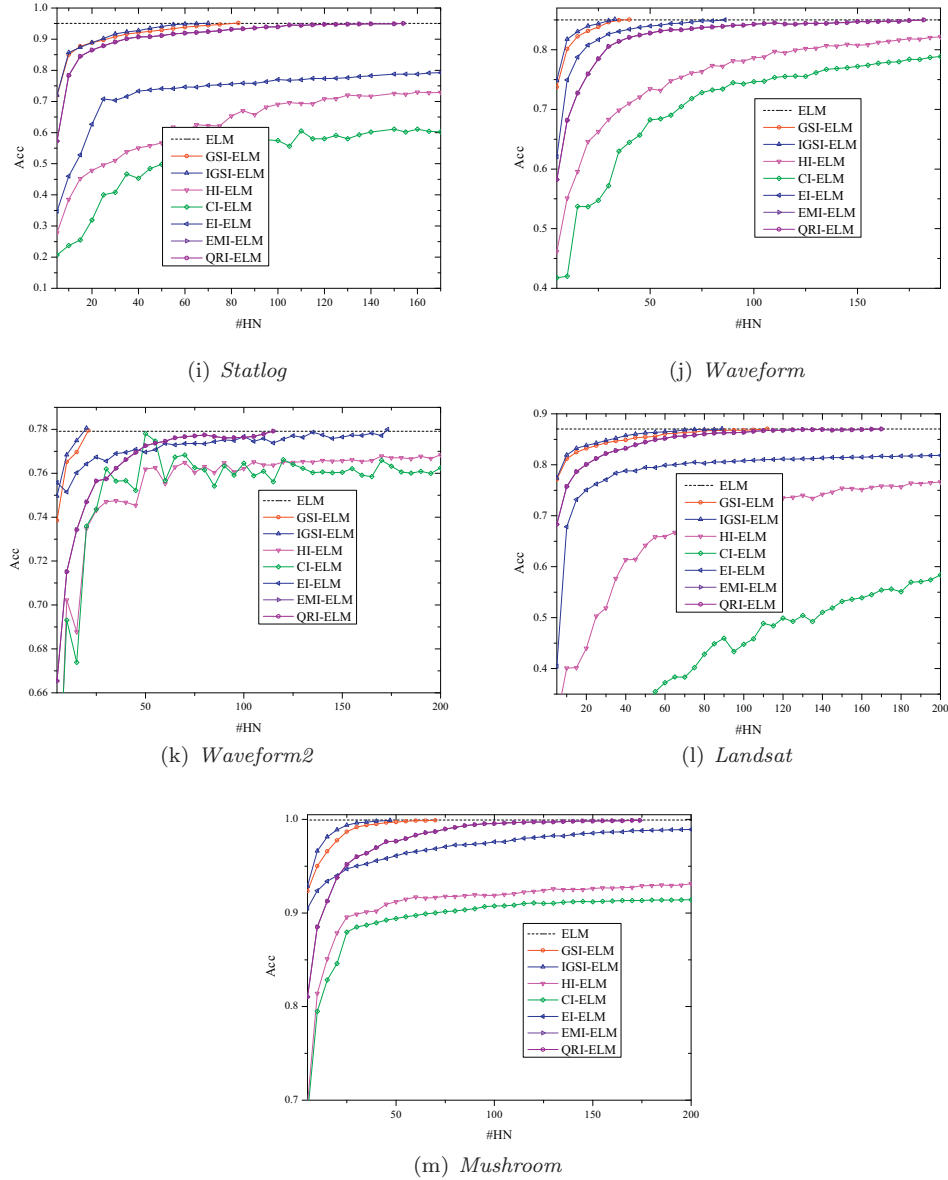 1.0
0.9
0.8
0.7
0.6
0.5
0.4
0.3
0.2
0.1
Acc
20 40 60 80 100 120 140 160
#HN
ELM
GSI-ELM
IGSI-ELM
HI-ELM
CI-ELM
EI-ELM
EMI-ELM
QRI-ELM
(i) Statlog
0.8
0.7
0.6
0.5
0.4
Acc
50 100 150
#HN
ELM
GSI-ELM
IGSI-ELM
HI-ELM
CI-ELM
EI-ELM
EMI-ELM
QRI-ELM
(j) Waveform
0.78
0.76
0.74
0.72
0.70
0.68
0.66
Acc
50 100 150 200
#HN
ELM
GSI-ELM
IGSI-ELM
HI-ELM
CI-ELM
EI-ELM
EMI-ELM
QRI-ELM
(k) Waveform2
0.9
0.8
0.7
0.6
0.5
0.4
Acc
20 40 60 80 100 120 140 160 180 200
#HN
ELM
GSI-ELM
IGSI-ELM
HI-ELM
CI-ELM
EI-ELM
EMI-ELM
QRI-ELM
(l) Landsat
1.0
0.9
0.8
0.7
Acc
50 100 150 200
#HN
ELM
GSI-ELM
IGSI-ELM
HI-ELM
CI-ELM
EI-ELM
EMI-ELM
QRI-ELM
(m) Mushroom